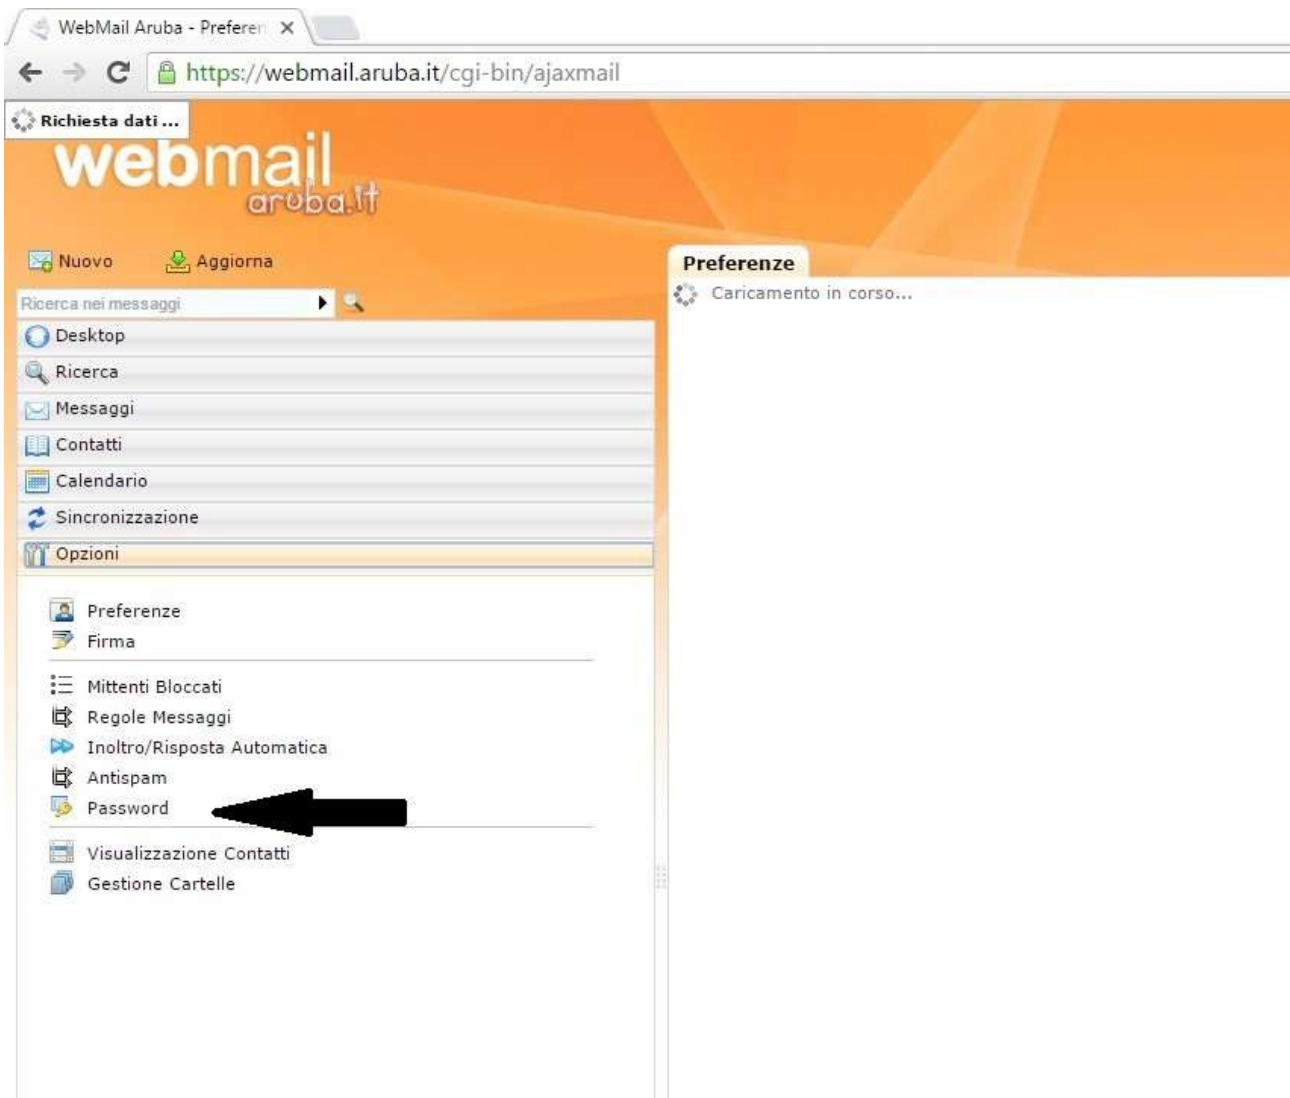 WebMail Aruba - Preferen
https://webmail.aruba.it/cgi-bin/ajaxmail
Richiesta dati ...
webmail
aruba.it
Nuovo Aggiorna
Preferenze
Ricerca nei messaggi
Caricamento in corso...
Desktop
Ricerca
Messaggi
Contatti
Calendario
Sincronizzazione
Opzioni
Preferenze
Firma
Mittenti Bloccati
Regole Messaggi
Inoltro/Risposta Automatica
Antispam
Password
Visualizzazione Contatti
Gestione Cartelle